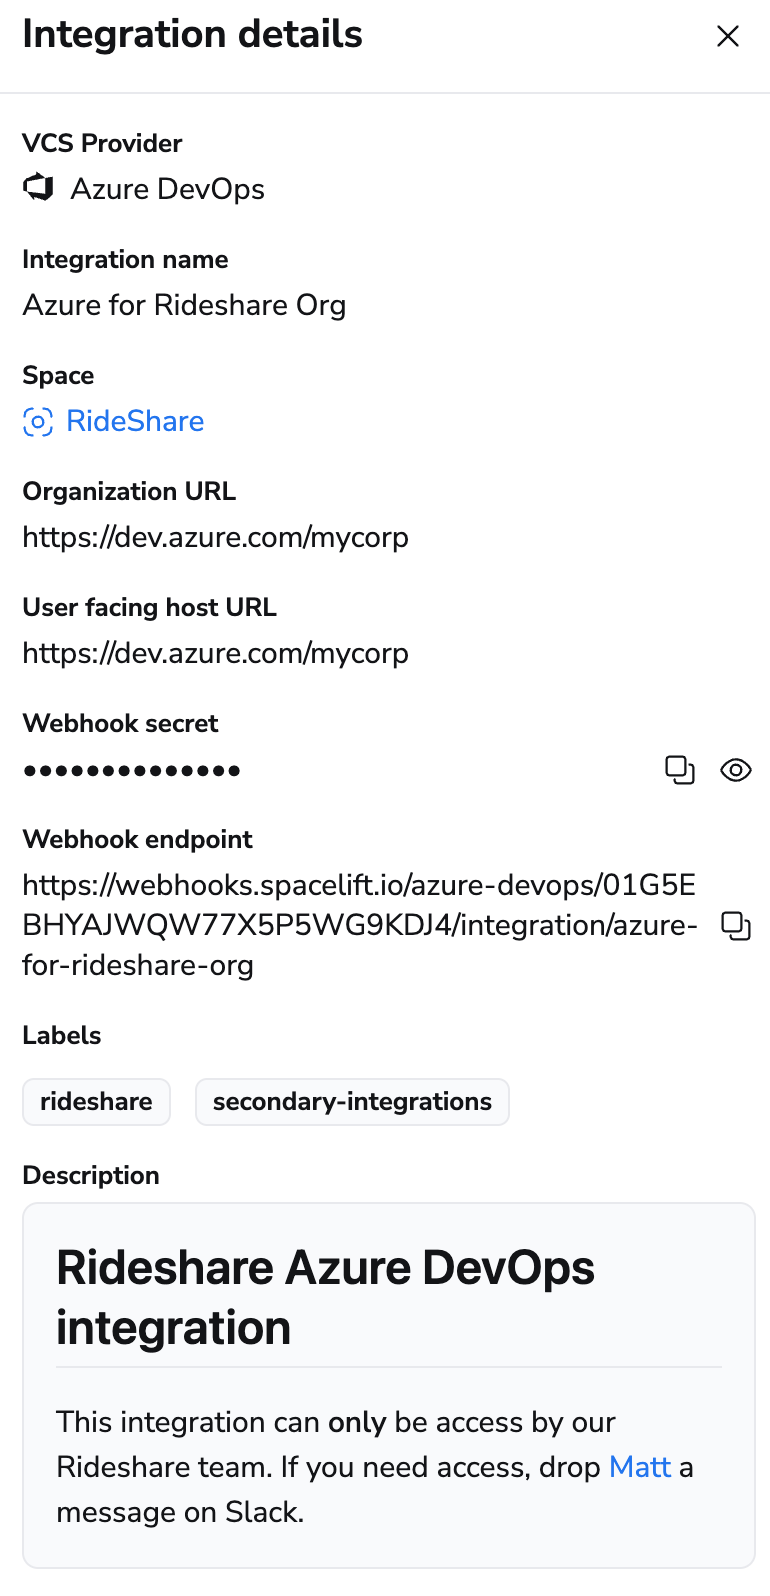 Integration details
VCS Provider
Azure DevOps
Integration name
Azure for Rideshare Org
Space
RideShare
Organization URL
https://dev.azure.com/mycorp
User facing host URL
https://dev.azure.com/mycorp
Webhook secret
••••••••••••••
Webhook endpoint
https://webhooks.spacelift.io/azure-devops/01G5E
BHYAJWQW77X5P5WG9KDJ4/integration/azure-
for-rideshare-org
Labels
rideshare secondary-integrations
Description
Rideshare Azure DevOps
integration
This integration can only be access by our
Rideshare team. If you need access, drop Matt a
message on Slack.